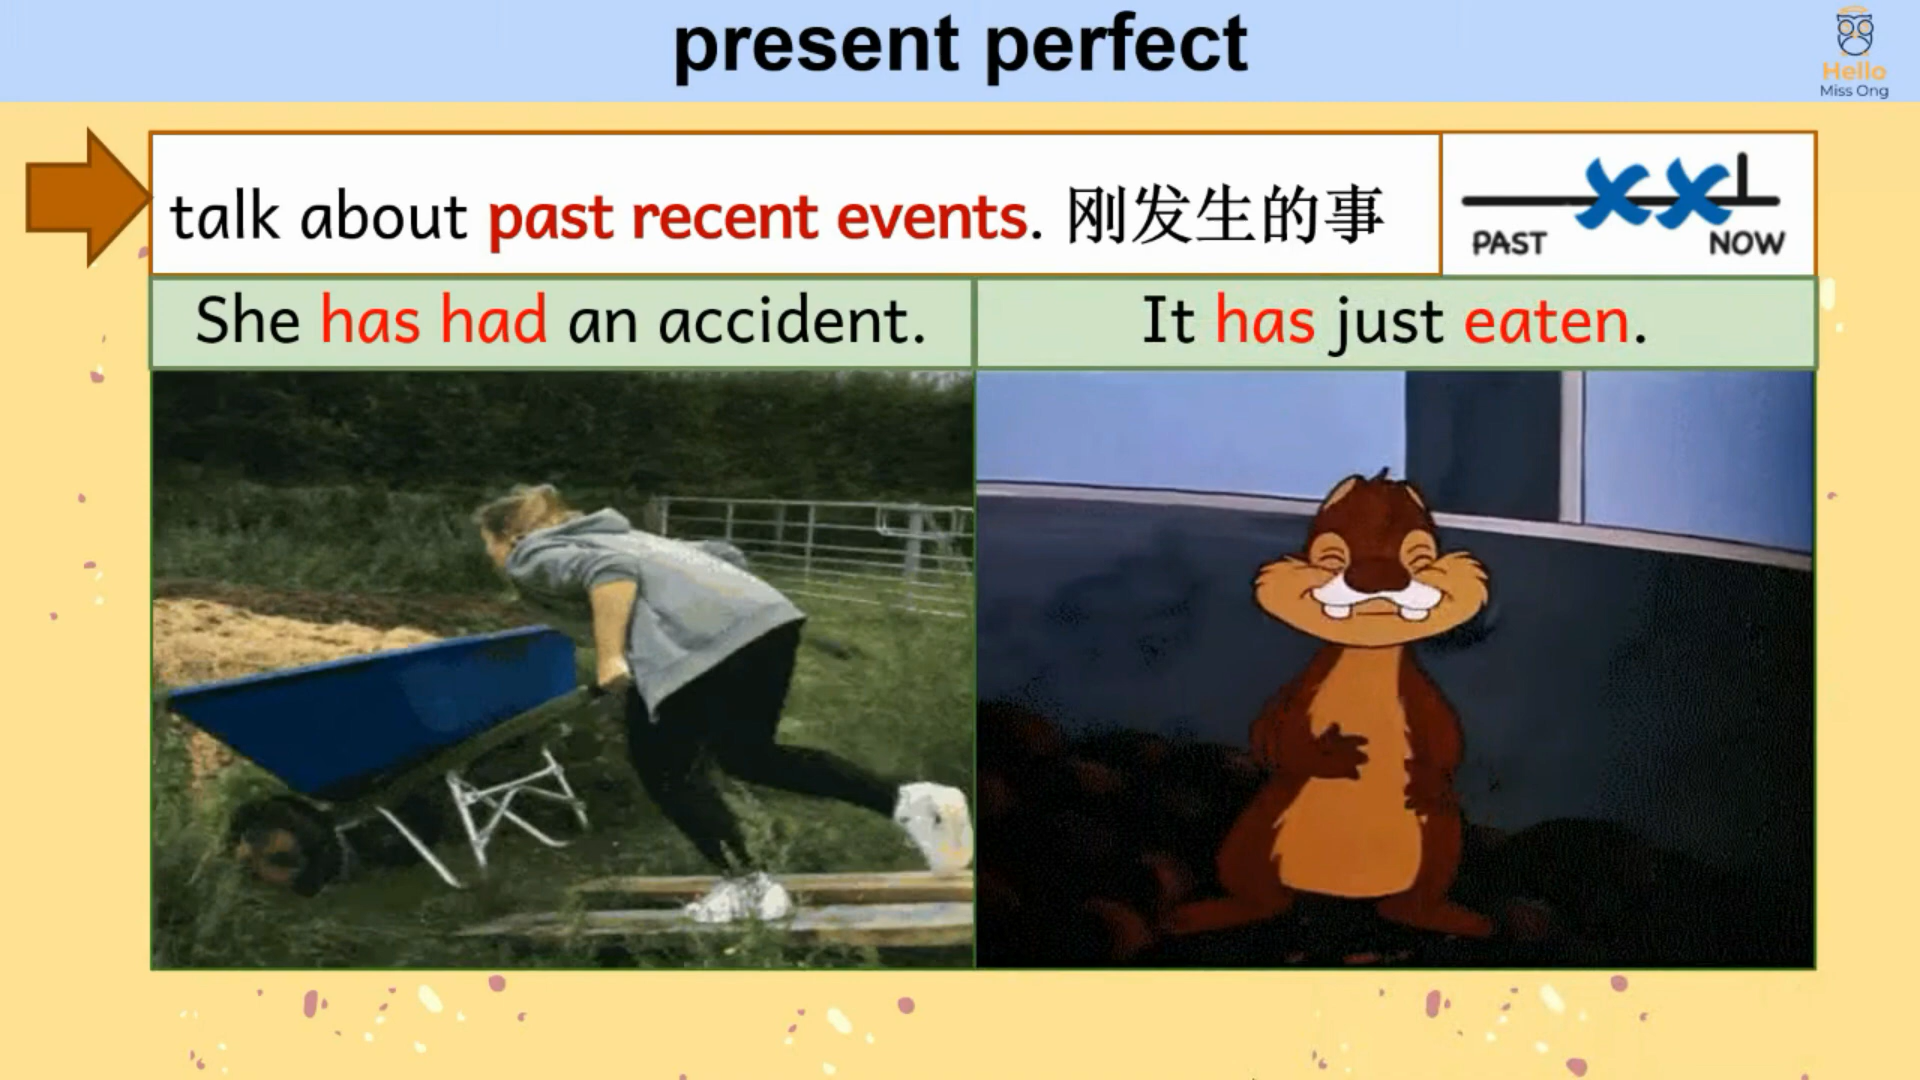 present perfect
Hello
Miss Ong
talk about past recent events. 刚发生的事
PAST
NOW
She has had an accident.
It has just eaten.